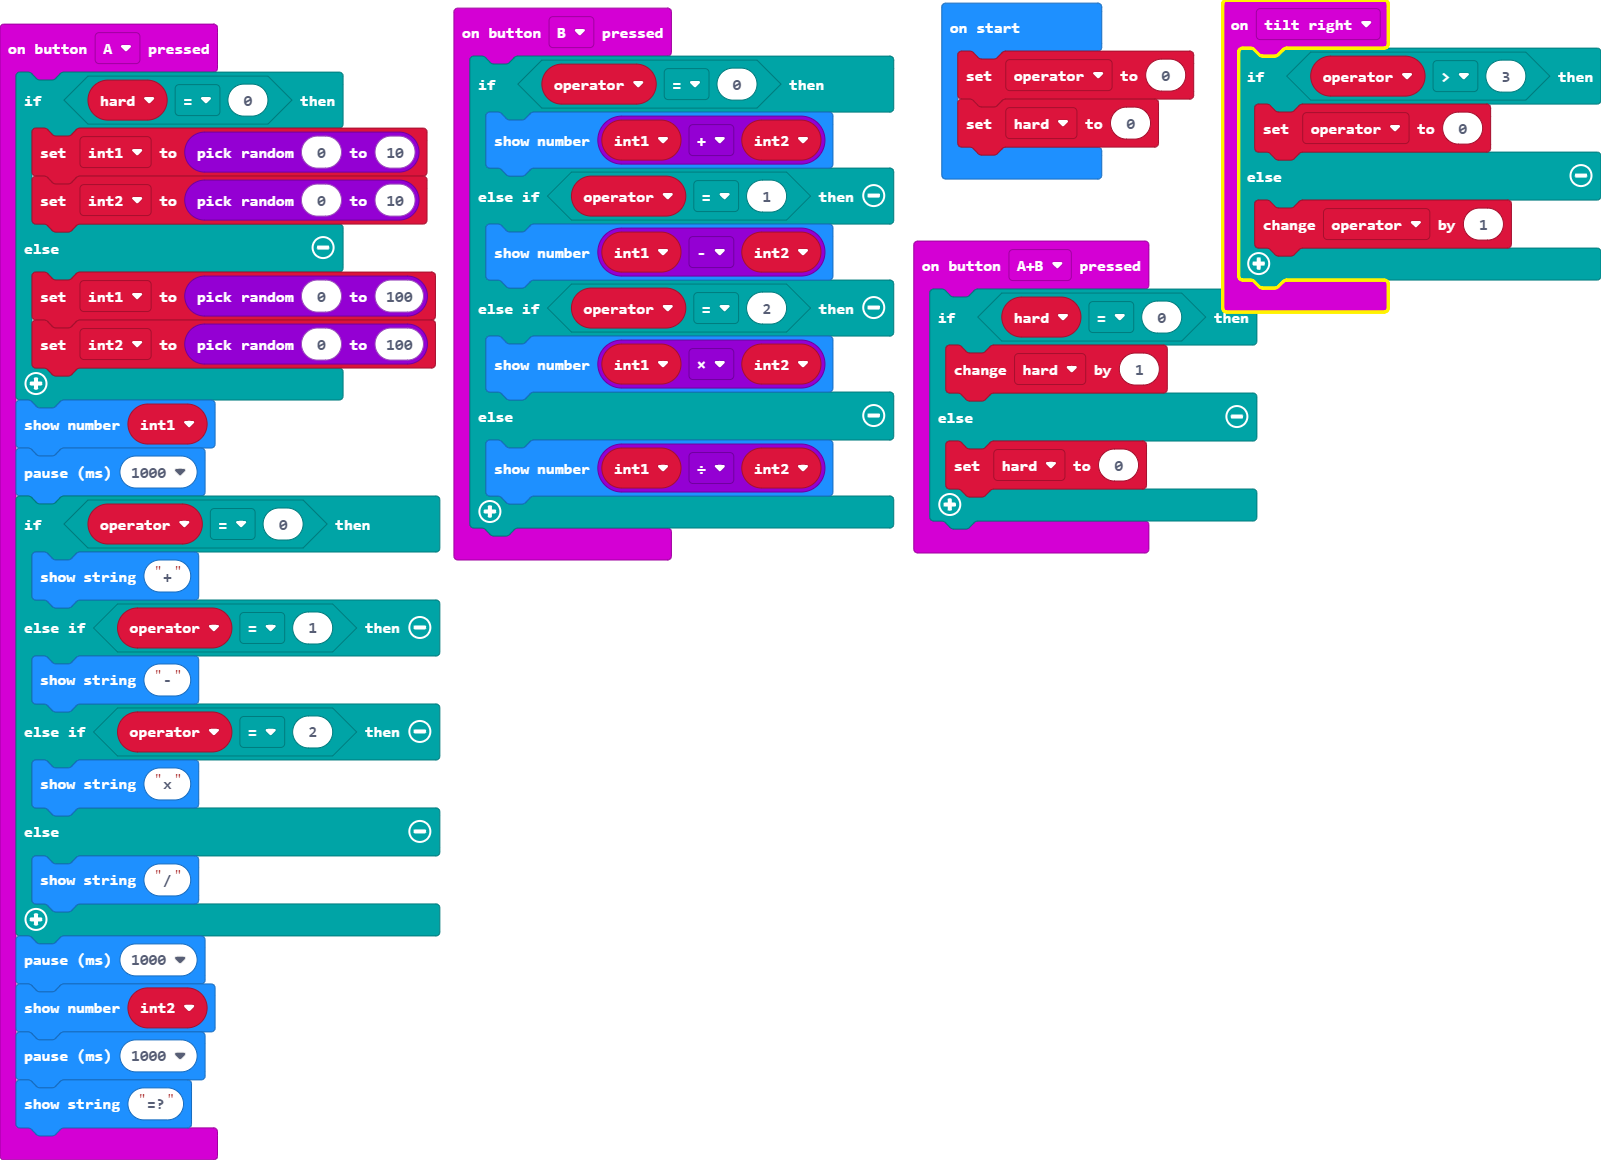 on button A pressed
if hard = 0 then
set int1 to pick random 0 to 10
set int2 to pick random 0 to 10
else
set int1 to pick random 0 to 100
set int2 to pick random 0 to 100
show number int1
pause (ms) 1000
if operator = 0 then
show string "+"
else if operator = 1 then
show string "-"
else if operator = 2 then
show string "x"
else
show string "/"
pause (ms) 1000
show number int2
pause (ms) 1000
show string "=?"
on button B pressed
if operator = 0 then
show number int1 + int2
else if operator = 1 then
show number int1 - int2
else if operator = 2 then
show number int1 × int2
else
show number int1 ÷ int2
on start
set operator to 0
set hard to 0
on button A+B pressed
if hard = 0 then
change hard by 1
else
set hard to 0
on tilt right
if operator > 3 then
set operator to 0
else
change operator by 1